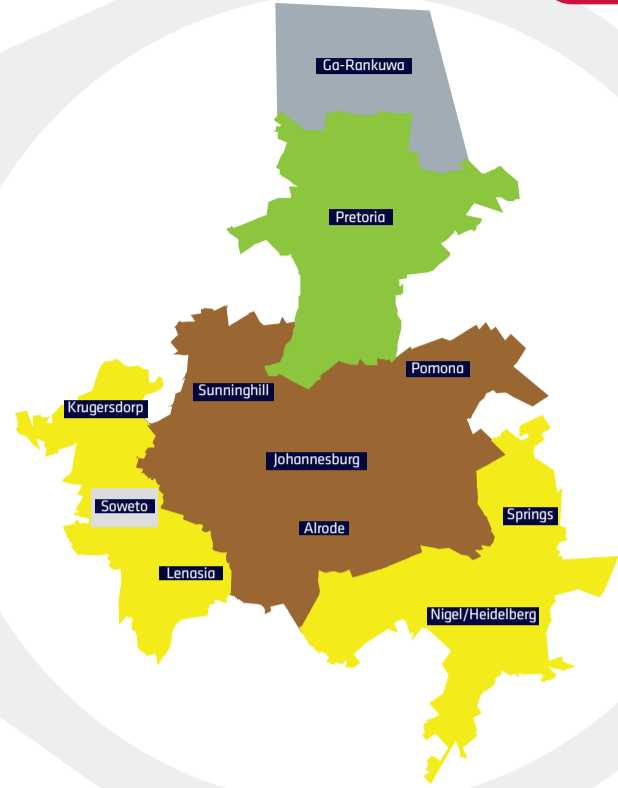 Ga-Rankuwa
Pretoria
Pomona
Sunninghill
Krugersdorp
Johannesburg
Soweto
Springs
Alrode
Lenasia
Nigel/Heidelberg